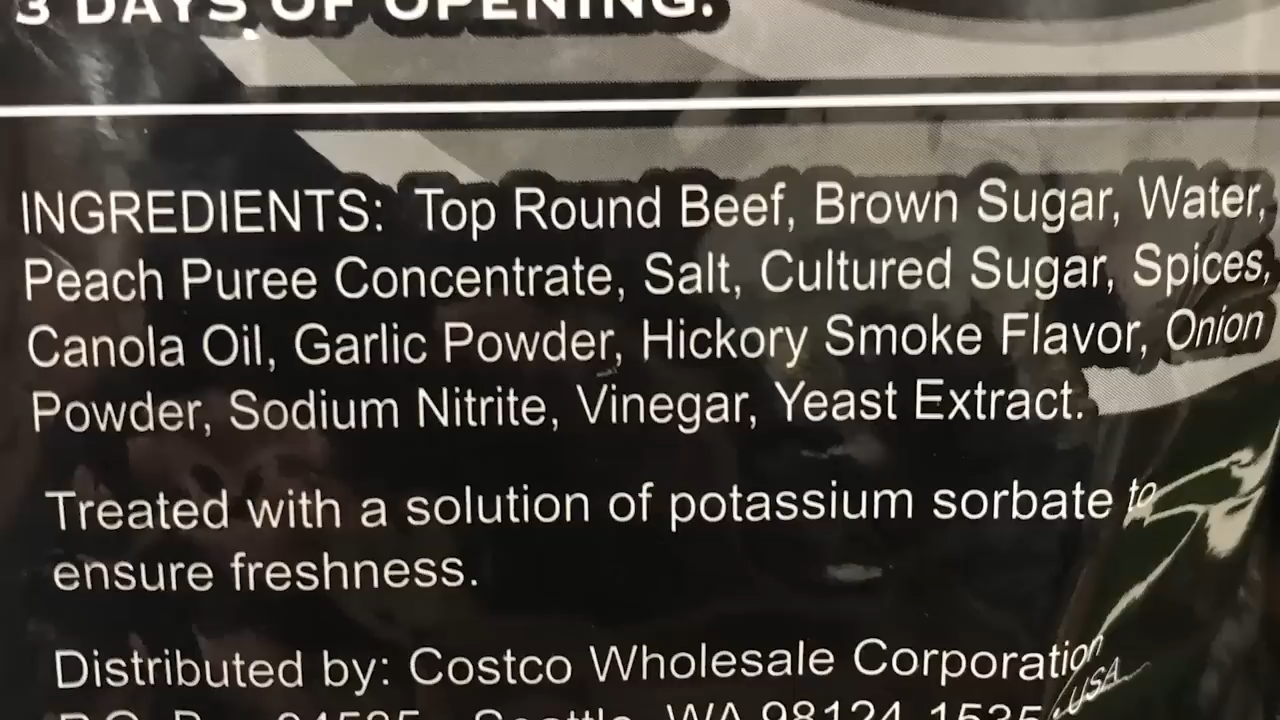 3 DAYS OF OPENING.
INGREDIENTS: Top Round Beef, Brown Sugar, Water,
Peach Puree Concentrate, Salt, Cultured Sugar, Spices,
Canola Oil, Garlic Powder, Hickory Smoke Flavor, Onion
Powder, Sodium Nitrite, Vinegar, Yeast Extract.
Treated with a solution of potassium sorbate to
ensure freshness.
Distributed by: Costco Wholesale Corporation
Seattle, WA 98124-1535 USA